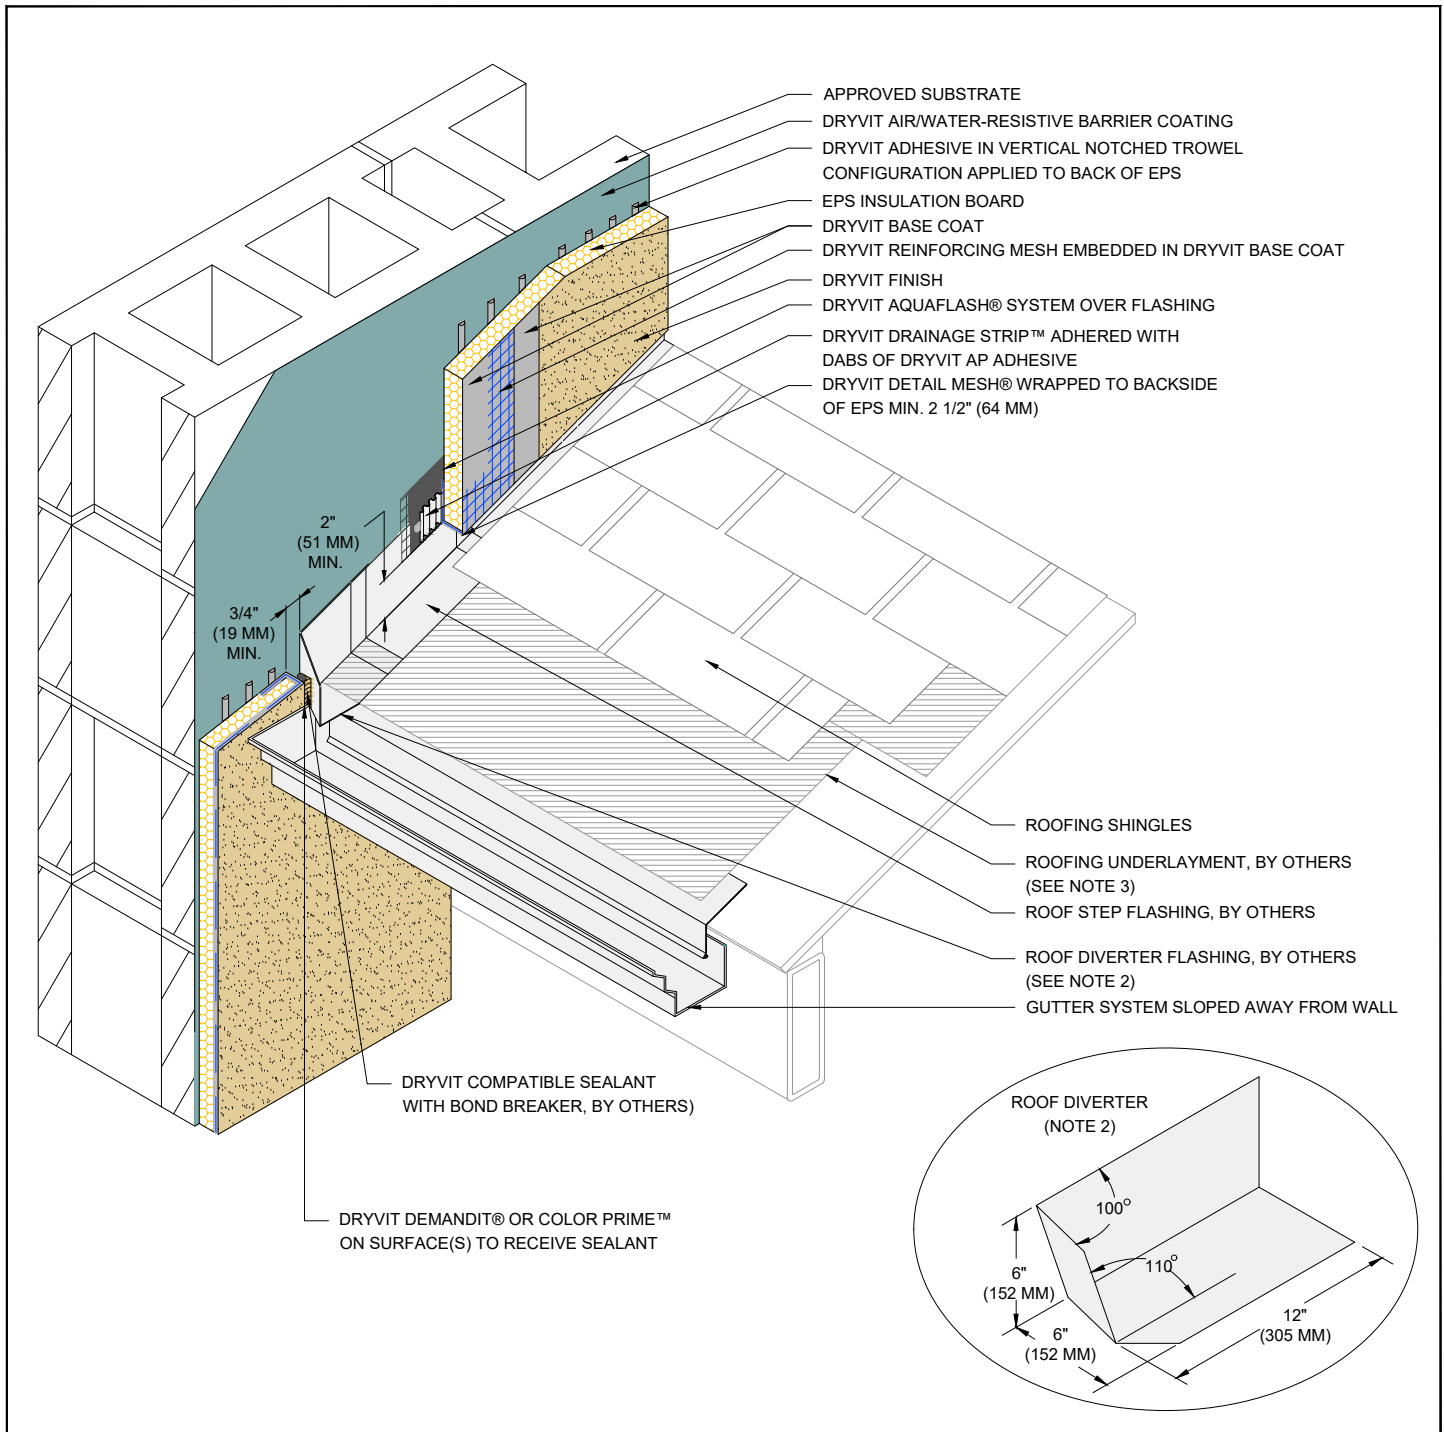 APPROVED SUBSTRATE
DRYVIT AIR/WATER-RESISTIVE BARRIER COATING
DRYVIT ADHESIVE IN VERTICAL NOTCHED TROWEL
CONFIGURATION APPLIED TO BACK OF EPS
EPS INSULATION BOARD
DRYVIT BASE COAT
DRYVIT REINFORCING MESH EMBEDDED IN DRYVIT BASE COAT
DRYVIT FINISH
DRYVIT AQUAFLASH® SYSTEM OVER FLASHING
DRYVIT DRAINAGE STRIP™ ADHERED WITH
DABS OF DRYVIT AP ADHESIVE
DRYVIT DETAIL MESH® WRAPPED TO BACKSIDE
OF EPS MIN. 2 1/2" (64 MM)
2"
(51 MM)
MIN.
3/4"
(19 MM)
MIN.
ROOFING SHINGLES
ROOFING UNDERLAYMENT, BY OTHERS
(SEE NOTE 3)
ROOF STEP FLASHING, BY OTHERS
ROOF DIVERTER FLASHING, BY OTHERS
(SEE NOTE 2)
GUTTER SYSTEM SLOPED AWAY FROM WALL
DRYVIT COMPATIBLE SEALANT
WITH BOND BREAKER, BY OTHERS)
DRYVIT DEMANDIT® OR COLOR PRIME™
ON SURFACE(S) TO RECEIVE SEALANT
ROOF DIVERTER
(NOTE 2)
100°
110°
6"
(152 MM)
6"
(152 MM)
12"
(305 MM)